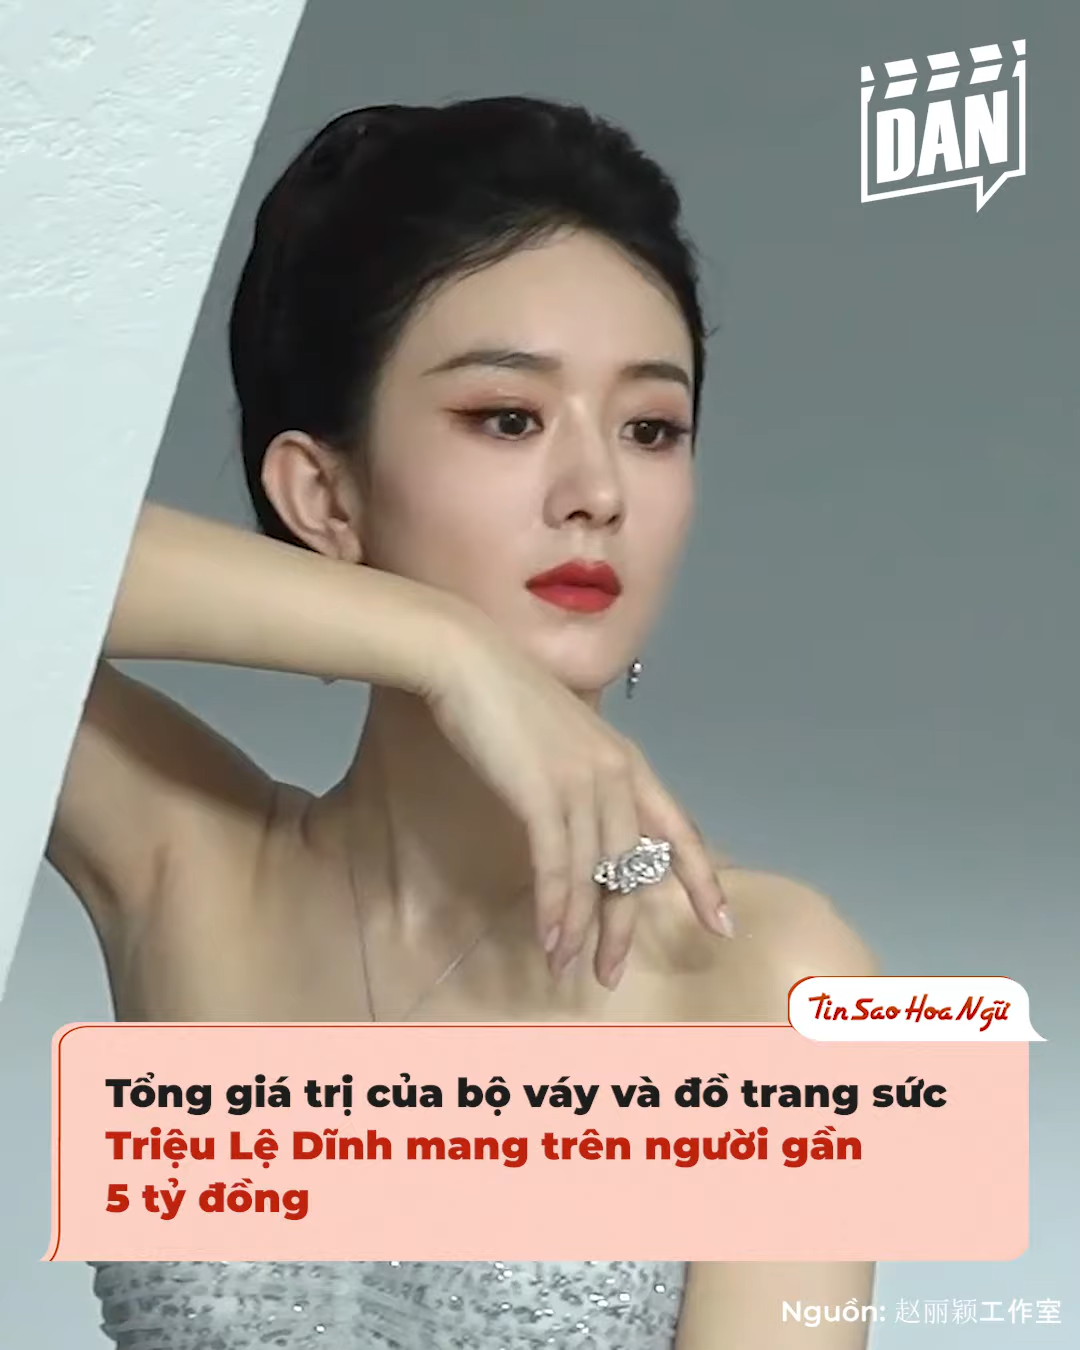 DAN
Tin Sao Hoa Ngữ
Tổng giá trị của bộ váy và đồ trang sức
Triệu Lệ Dĩnh mang trên người gần
5 tỷ đồng
Nguồn: 赵丽颖工作室